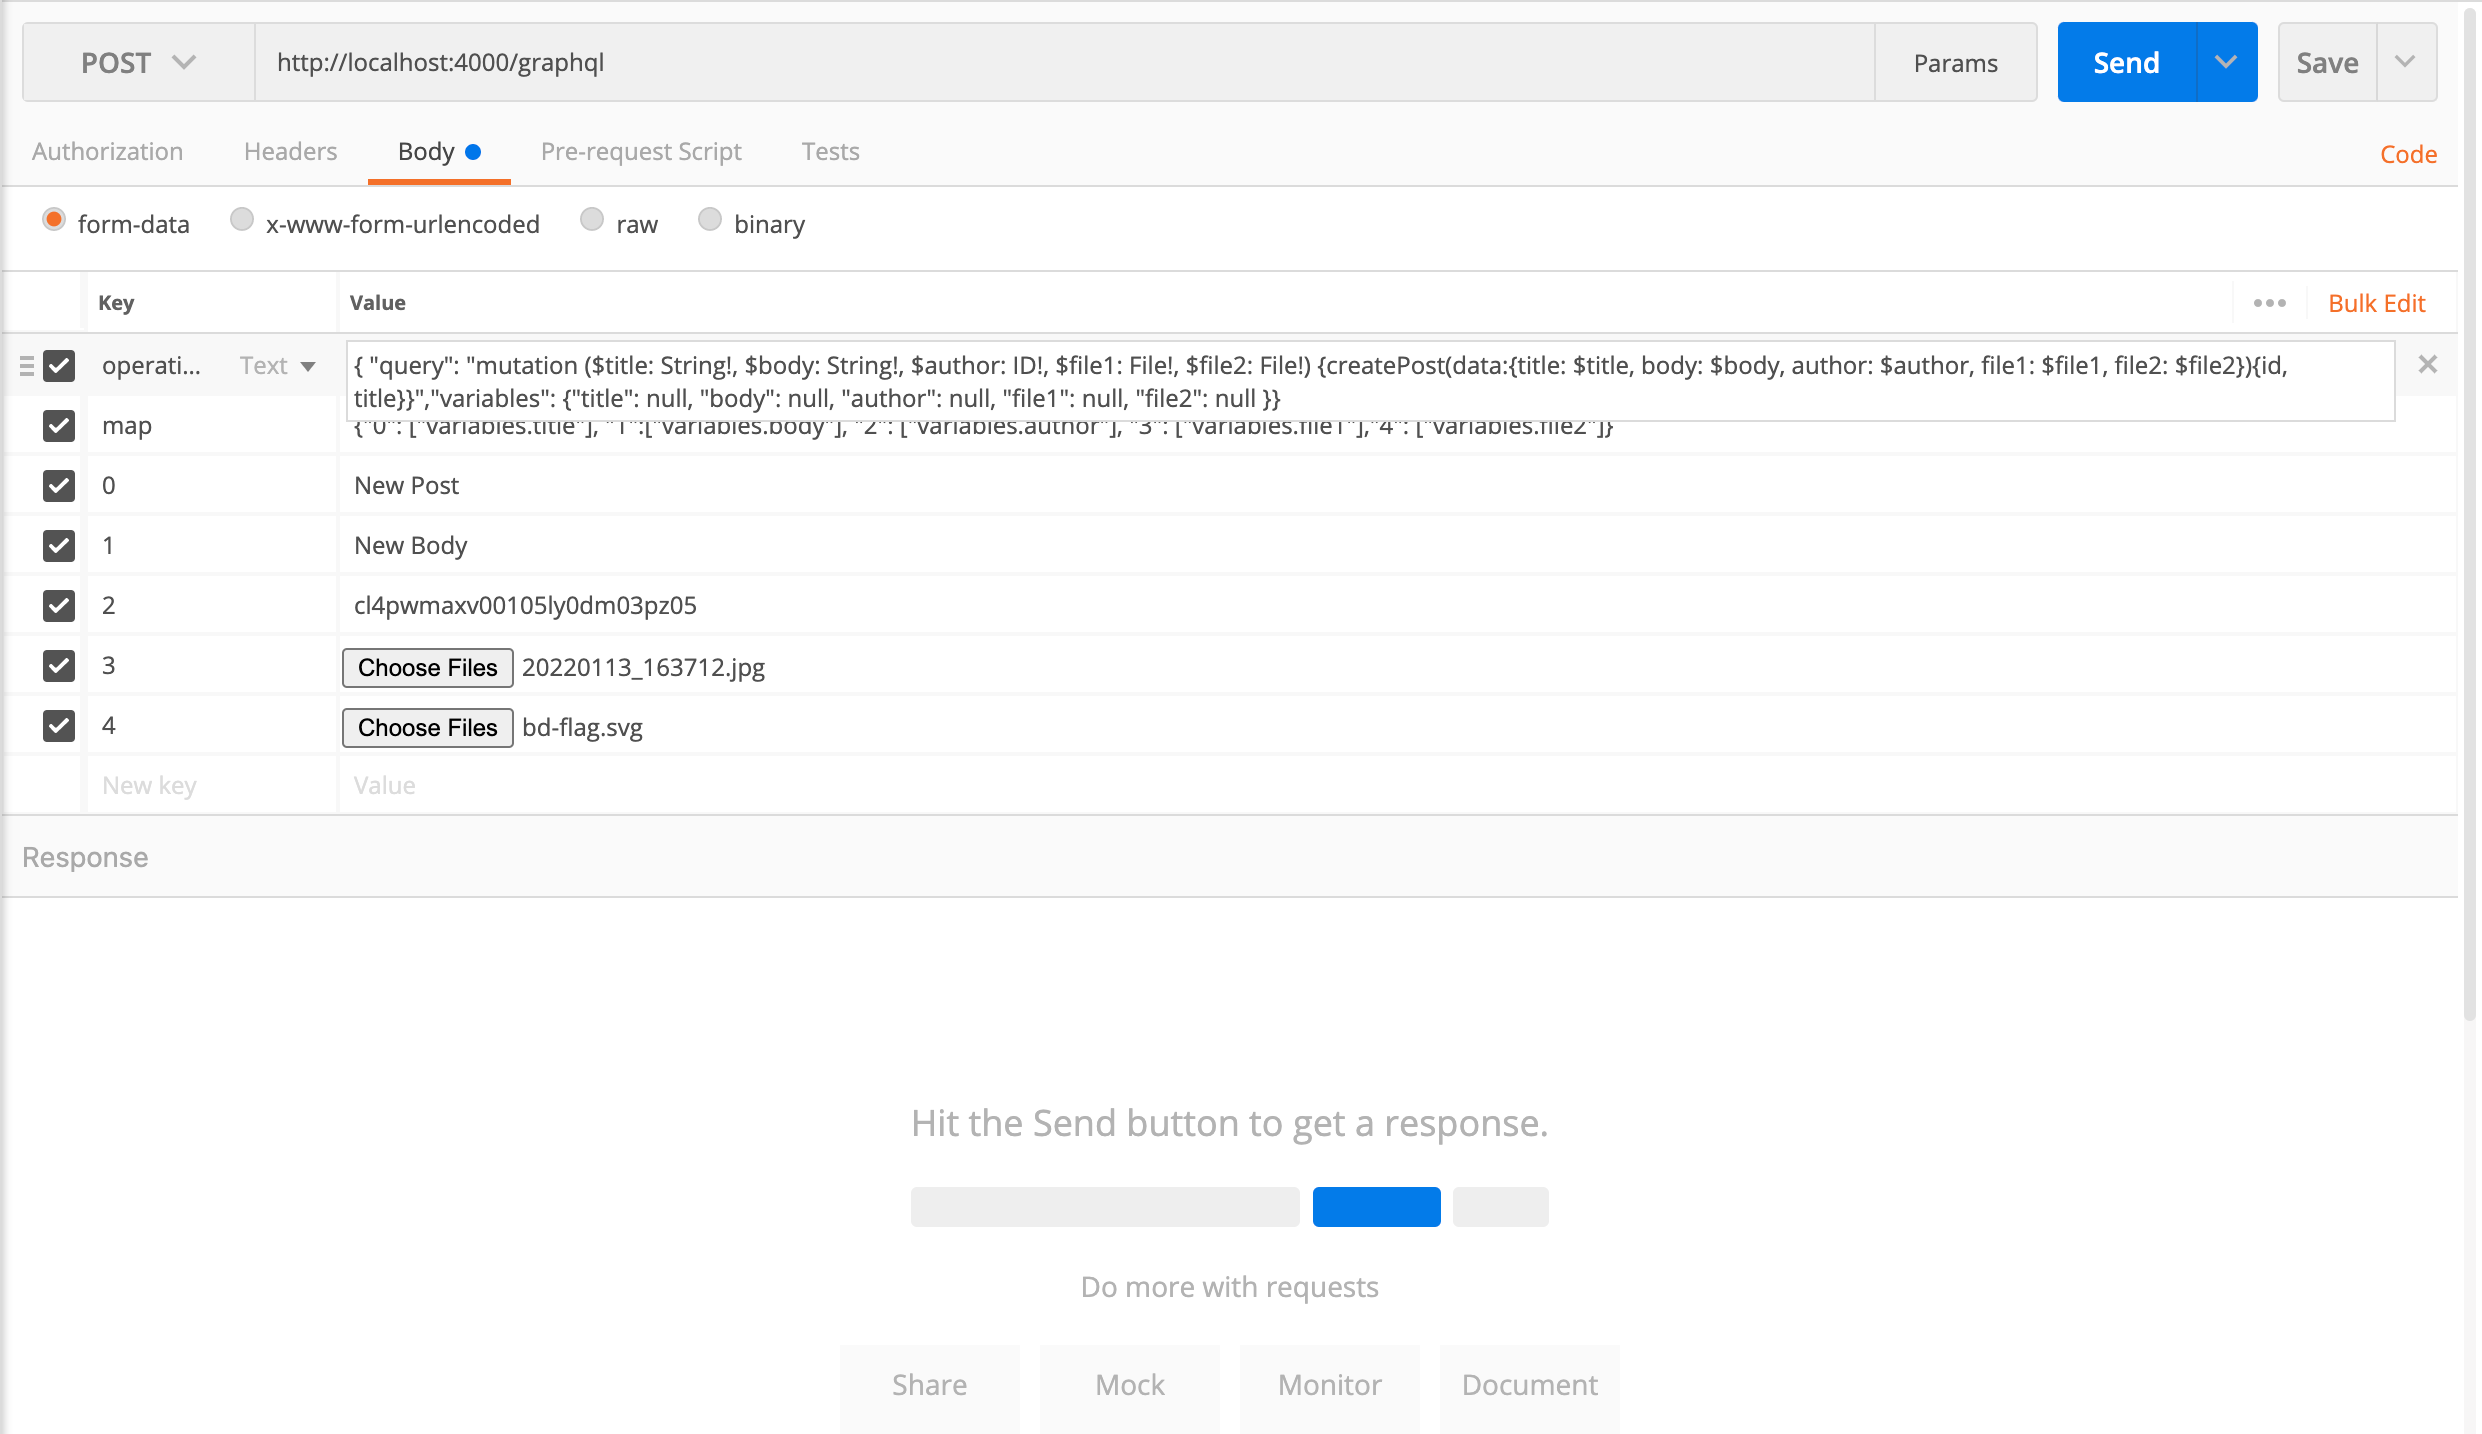 POST http://localhost:4000/graphql Params Send Save
Authorization Headers Body Pre-request Script Tests Code
form-data x-www-form-urlencoded raw binary
Key Value ••• Bulk Edit
operati... Text { "query": "mutation ($title: String!, $body: String!, $author: ID!, $file1: File!, $file2: File!) {createPost(data:{title: $title, body: $body, author: $author, file1: $file1, file2: $file2}){id,
title}}","variables": {"title": null, "body": null, "author": null, "file1": null, "file2": null }}
map {"0": ["variables.title"], "1":["variables.body"], "2": ["variables.author"], "3": ["variables.file1"],"4": ["variables.file2"]}
0 New Post
1 New Body
2 cl4pwmaxv00105ly0dm03pz05
3 Choose Files 20220113_163712.jpg
4 Choose Files bd-flag.svg
New key Value
Response
Hit the Send button to get a response.
Do more with requests
Share Mock Monitor Document